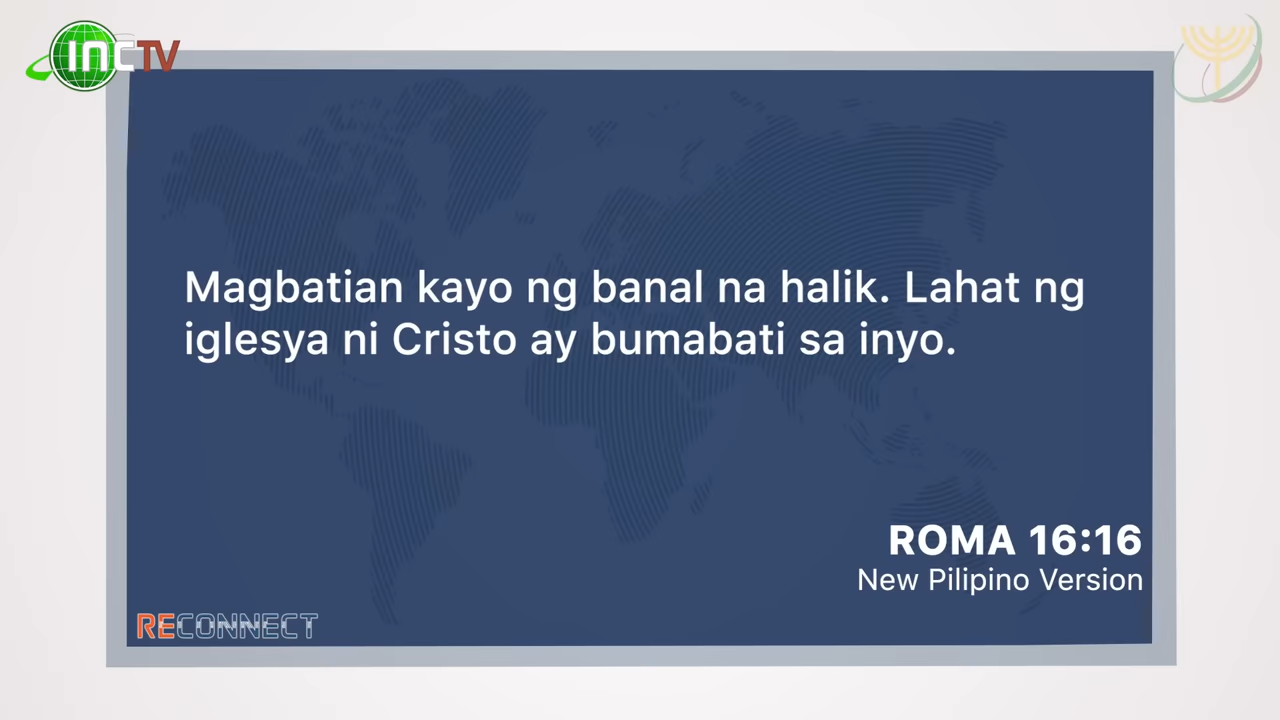 INCTV
Magbatian kayo ng banal na halik. Lahat ng
iglesya ni Cristo ay bumabati sa inyo.
ROMA 16:16
New Pilipino Version
RECONNECT